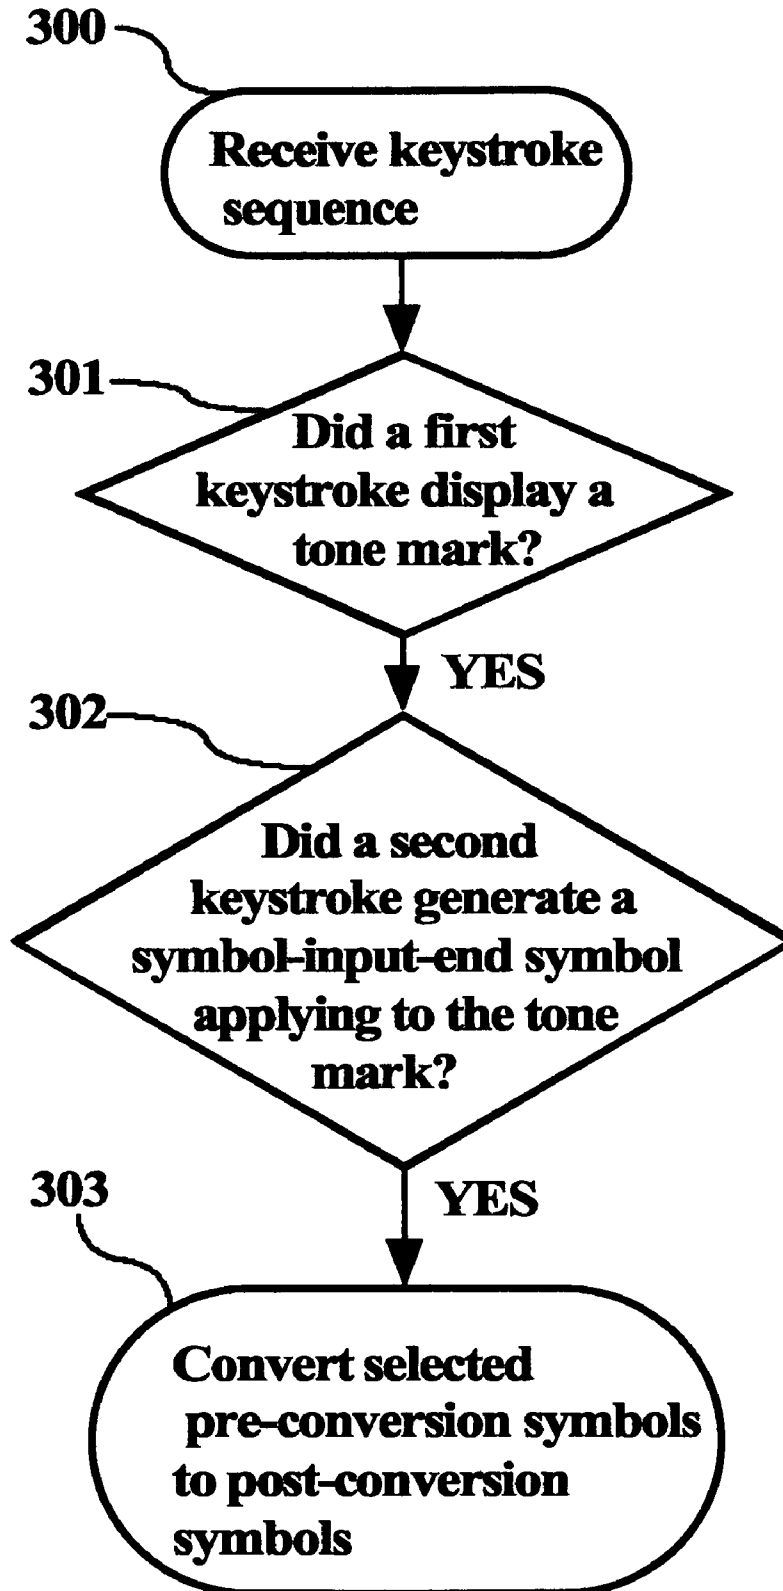 300
Receive keystroke
sequence
301
Did a first
keystroke display a
tone mark?
YES
302
Did a second
keystroke generate a
symbol-input-end symbol
applying to the tone
mark?
YES
303
Convert selected
pre-conversion symbols
to post-conversion
symbols